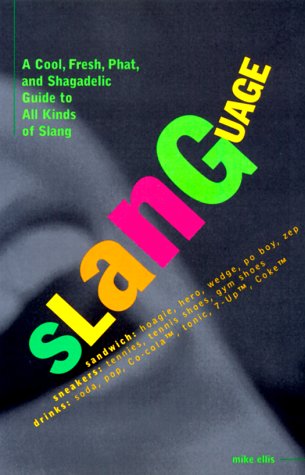 A Cool, Fresh, Phat,
and Shagadelic
Guide to
All Kinds
of Slang
sLanGUAGE
sandwich: hoagie, hero, wedge, po boy, zep
sneakers: tennies, tennis shoes, gym shoes
drinks: soda, pop, Co-cola™, tonic, 7-Up™, Coke™
mike ellis